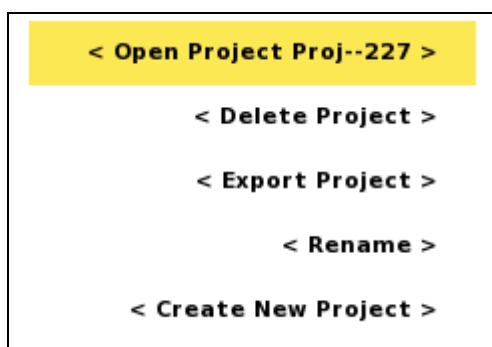 < Open Project Proj--227 >
< Delete Project >
< Export Project >
< Rename >
< Create New Project >